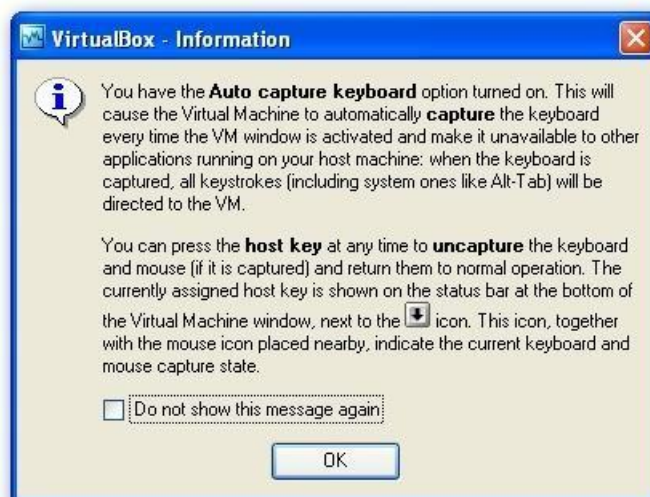 VirtualBox - Information
You have the Auto capture keyboard option turned on. This will
cause the Virtual Machine to automatically capture the keyboard
every time the VM window is activated and make it unavailable to other
applications running on your host machine: when the keyboard is
captured, all keystrokes (including system ones like Alt-Tab) will be
directed to the VM.
You can press the host key at any time to uncapture the keyboard
and mouse (if it is captured) and return them to normal operation. The
currently assigned host key is shown on the status bar at the bottom of
the Virtual Machine window, next to the icon. This icon, together
with the mouse icon placed nearby, indicate the current keyboard and
mouse capture state.
Do not show this message again
OK